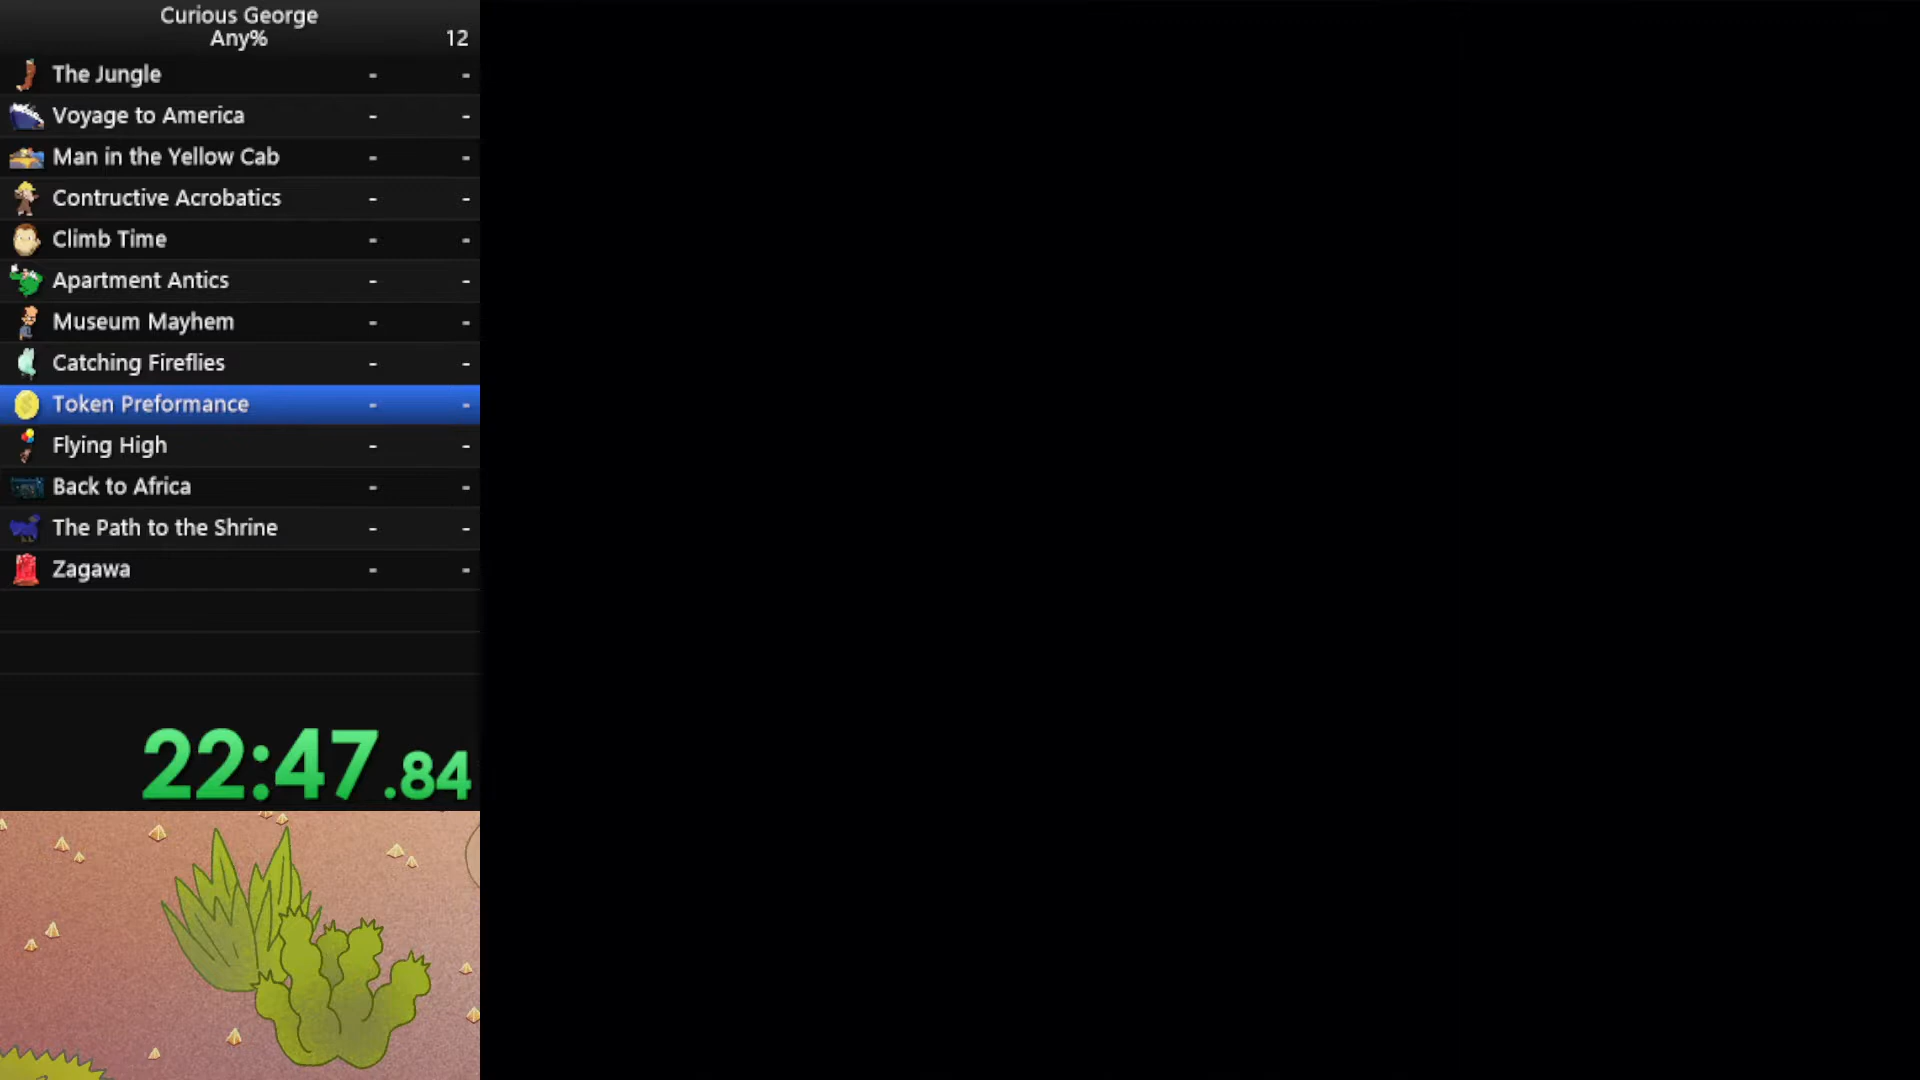 Curious George
Any%
12
The Jungle - -
Voyage to America - -
Man in the Yellow Cab - -
Contructive Acrobatics - -
Climb Time - -
Apartment Antics - -
Museum Mayhem - -
Catching Fireflies - -
Token Preformance - -
Flying High - -
Back to Africa - -
The Path to the Shrine - -
Zagawa - -
22:47.84